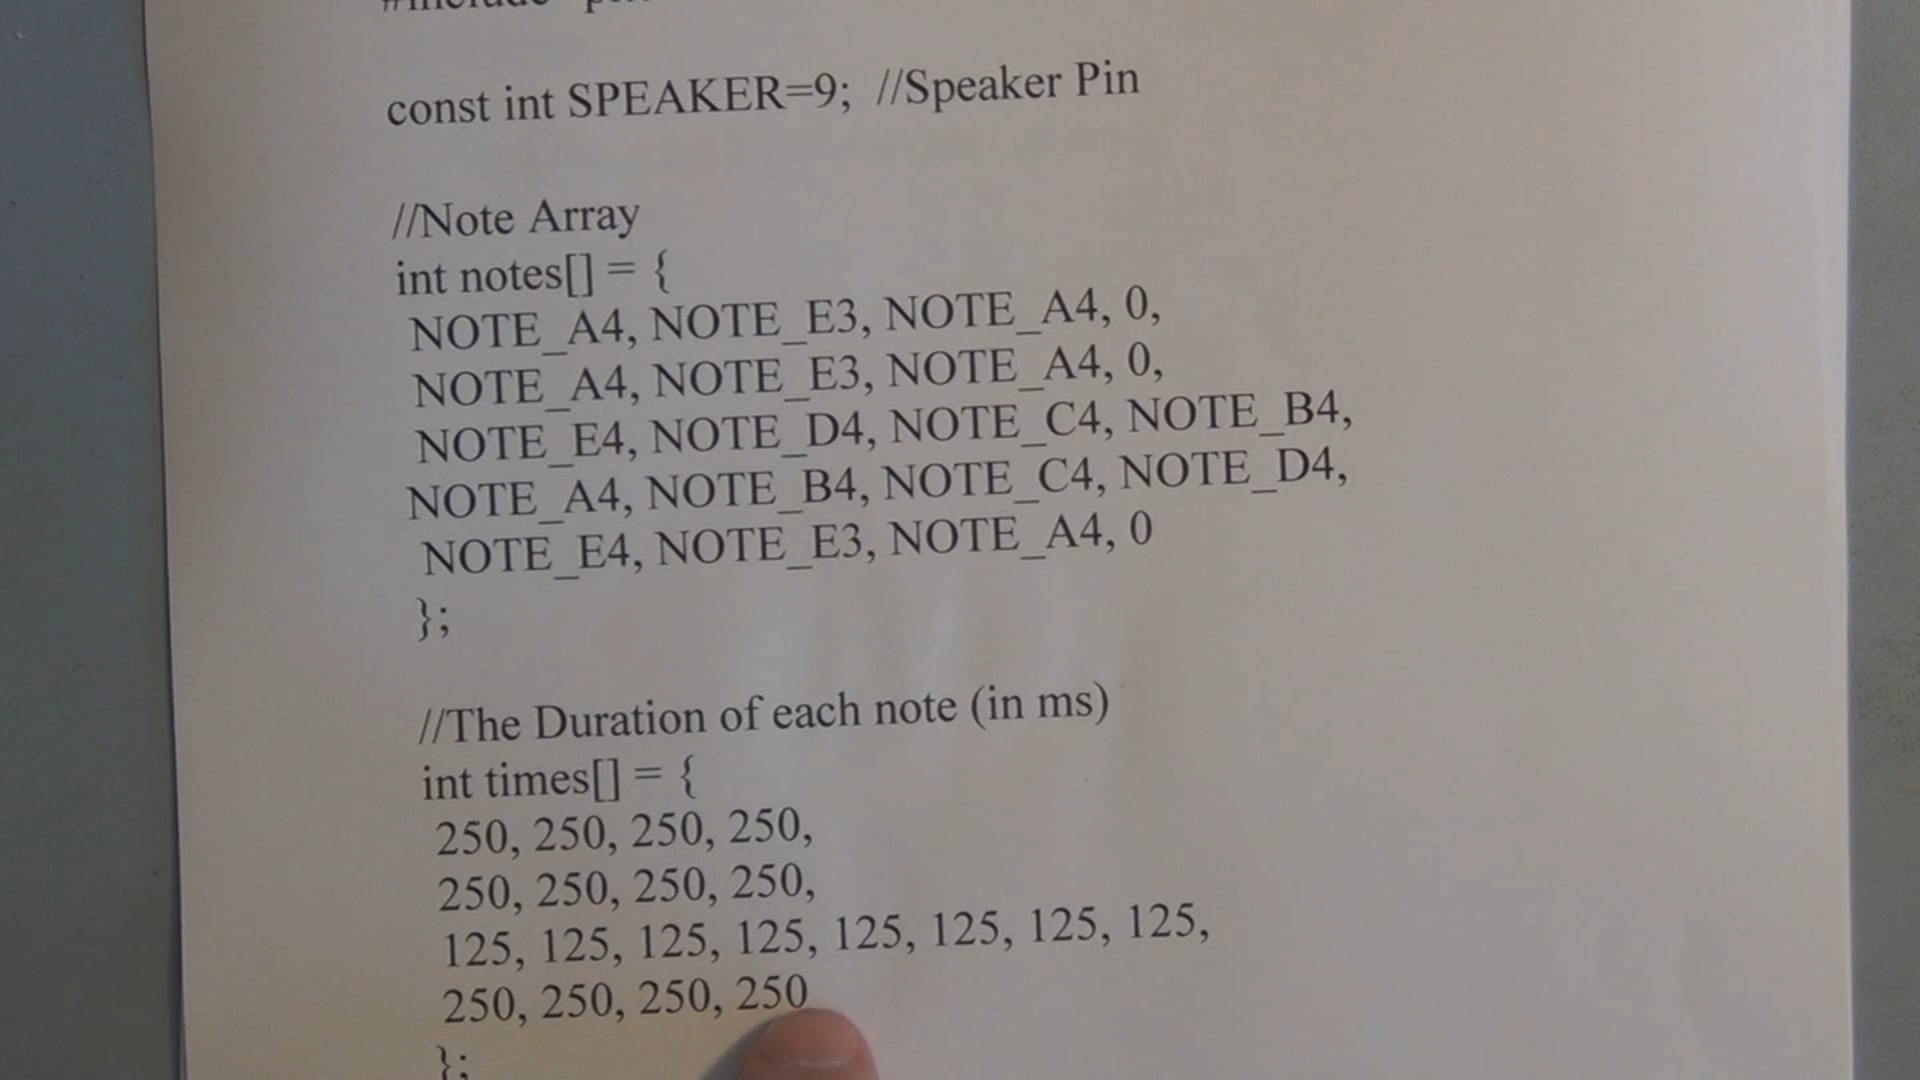 #include
const int SPEAKER=9; //Speaker Pin
//Note Array
int notes[] = {
NOTE_A4, NOTE_E3, NOTE_A4, 0,
NOTE_A4, NOTE_E3, NOTE_A4, 0,
NOTE_E4, NOTE_D4, NOTE_C4, NOTE_B4,
NOTE_A4, NOTE_B4, NOTE_C4, NOTE_D4,
NOTE_E4, NOTE_E3, NOTE_A4, 0
};
//The Duration of each note (in ms)
int times[] = {
250, 250, 250, 250,
250, 250, 250, 250,
125, 125, 125, 125, 125, 125, 125, 125,
250, 250, 250, 250
};